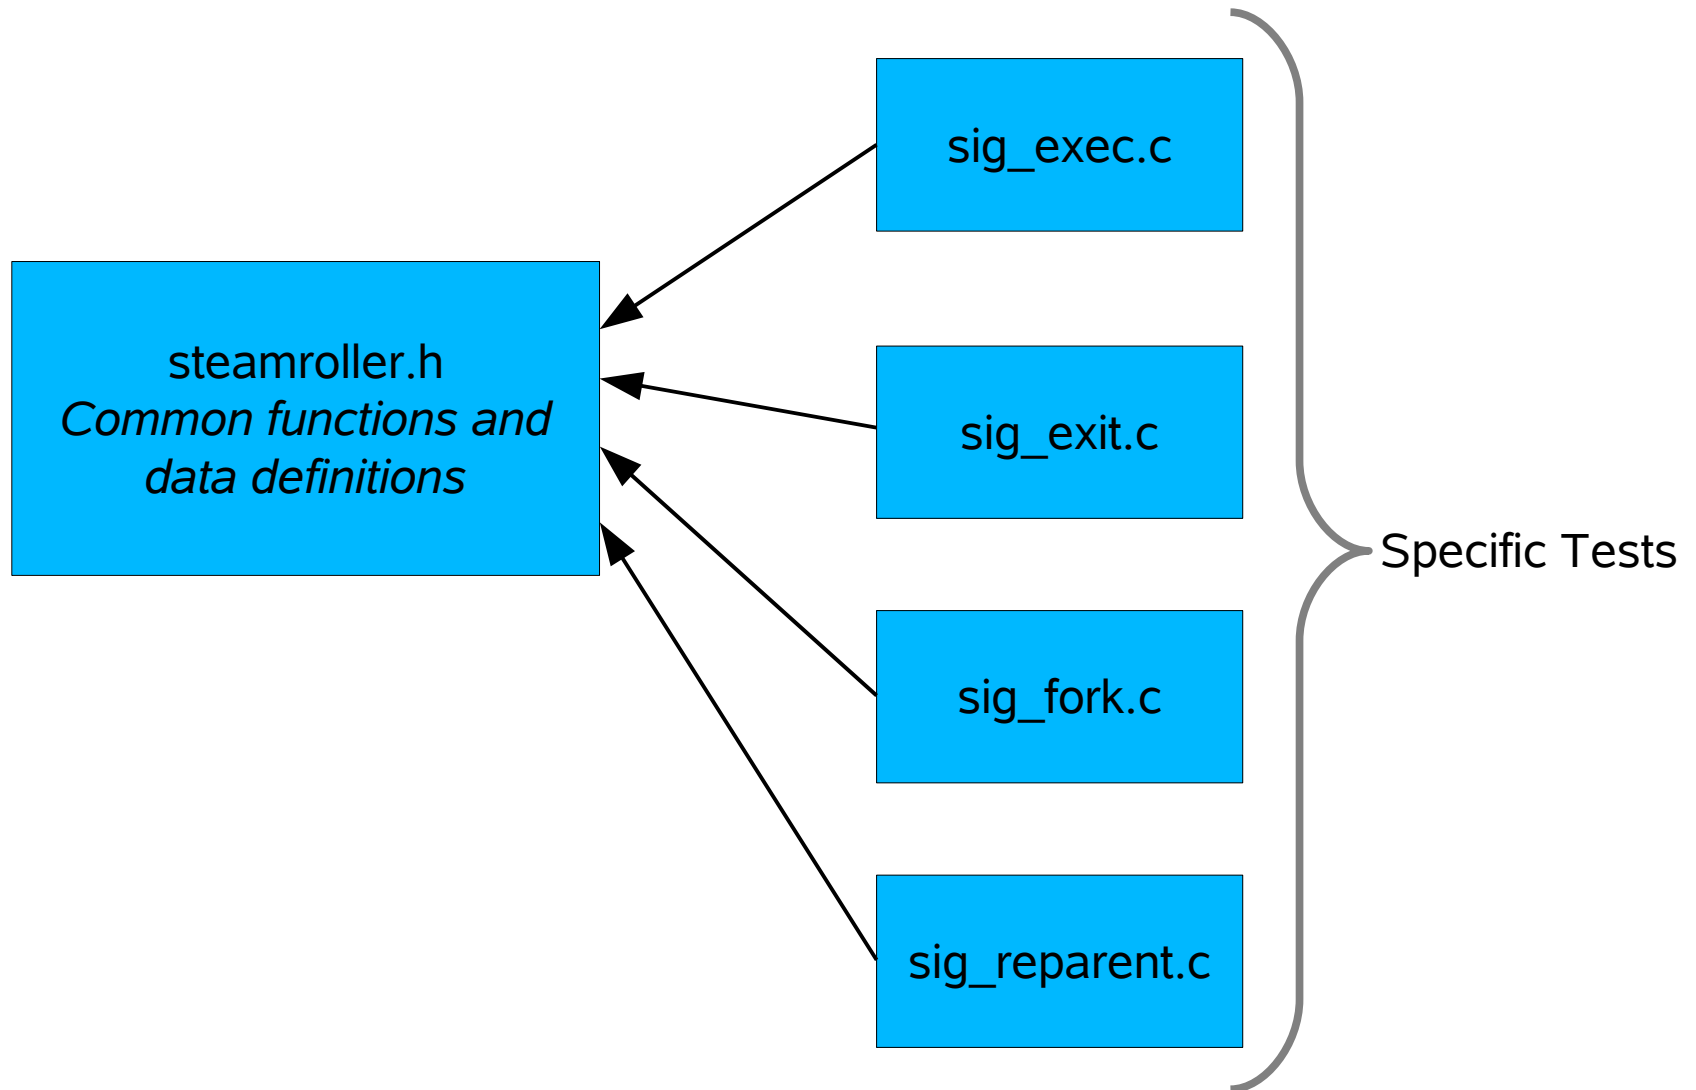 steamroller.h
Common functions and
data definitions
sig_exec.c
sig_exit.c
sig_fork.c
sig_reparent.c
Specific Tests